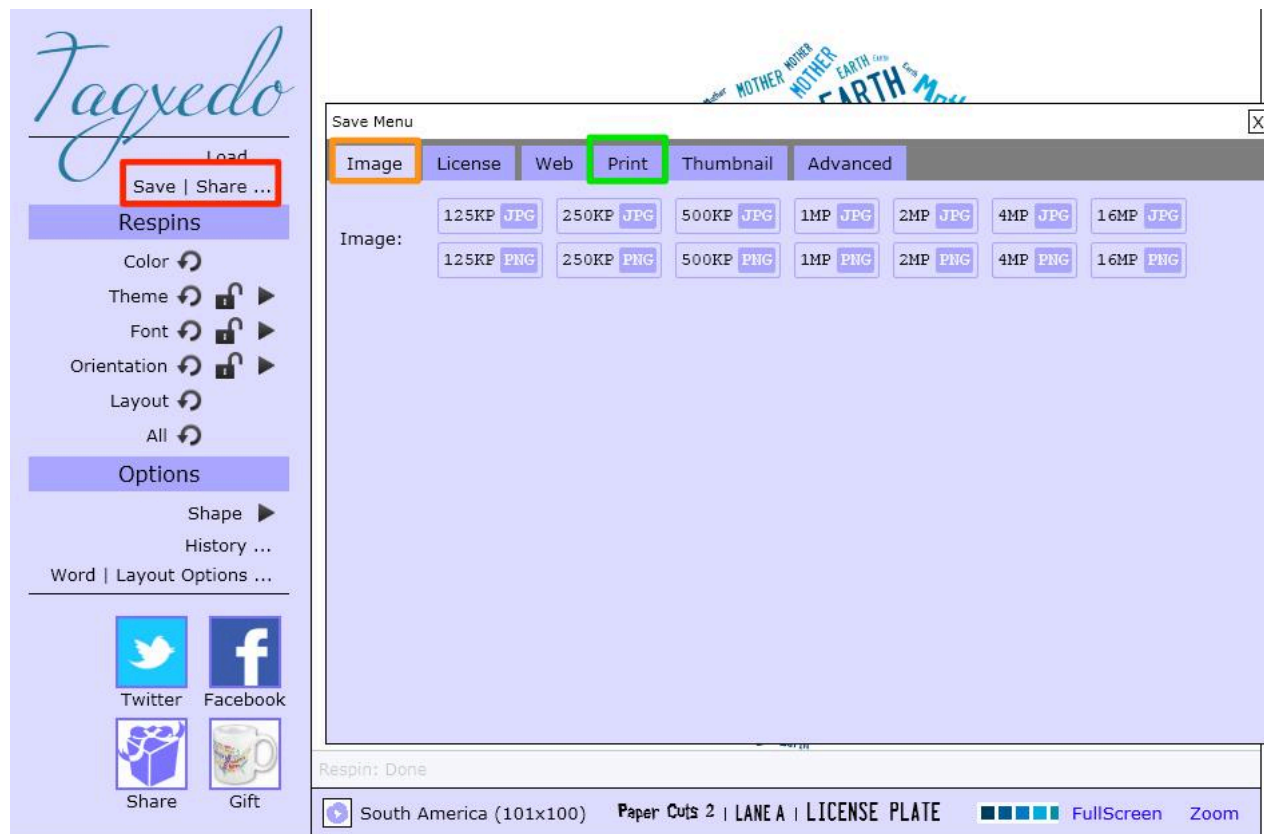 Tagxedo
Load ...
Save | Share ...
Respins
Color
Theme
Font
Orientation
Layout
All
Options
Shape
History ...
Word | Layout Options ...
Twitter Facebook
Share Gift
MOTHER MOTHER MOTHER EARTH EARTH Earth
Save Menu X
Image License Web Print Thumbnail Advanced
Image:
125KP JPG 250KP JPG 500KP JPG 1MP JPG 2MP JPG 4MP JPG 16MP JPG
125KP PNG 250KP PNG 500KP PNG 1MP PNG 2MP PNG 4MP PNG 16MP PNG
Respin: Done
South America (101x100) Paper Cuts 2 | LANE A | LICENSE PLATE FullScreen Zoom